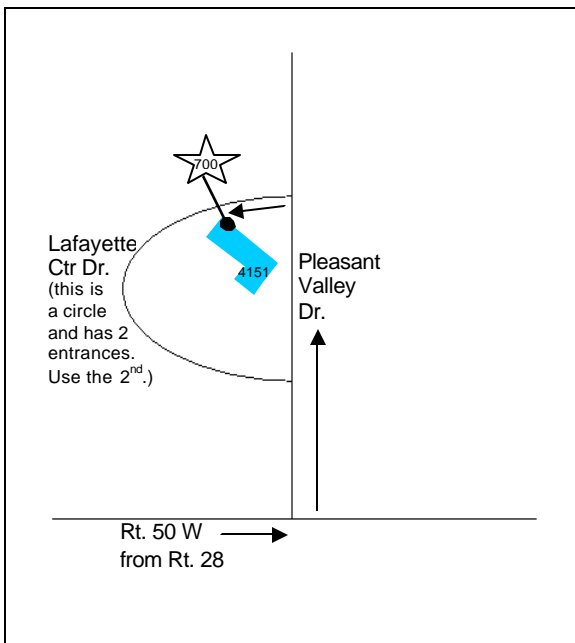 700
Lafayette
Ctr Dr.
(this is
a circle
and has 2
entrances.
Use the 2nd.)
4151
Pleasant
Valley
Dr.
Rt. 50 W
from Rt. 28